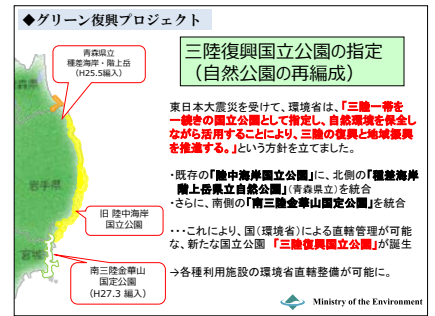 ◆グリーン復興プロジェクト
青森県立
種差海岸・階上岳
(H25.5編入)
三陸復興国立公園の指定
（自然公園の再編成）
東日本大震災を受けて、環境省は、「三陸一帯を
一続きの国立公園として指定し、自然環境を保全し
ながら活用することにより、三陸の復興と地域振興
を推進する。」という方針を立てました。
・既存の「陸中海岸国立公園」に、北側の「種差海岸
階上岳県立自然公園」（青森県立）を統合
・さらに、南側の「南三陸金華山国定公園」を統合
・・・これにより、国（環境省）による直轄管理が可能
な、新たな国立公園 「三陸復興国立公園」が誕生
→各種利用施設の環境省直轄整備が可能に。
岩手県
旧 陸中海岸
国立公園
宮城
南三陸金華山
国定公園
(H27.3 編入)
Ministry of the Environment